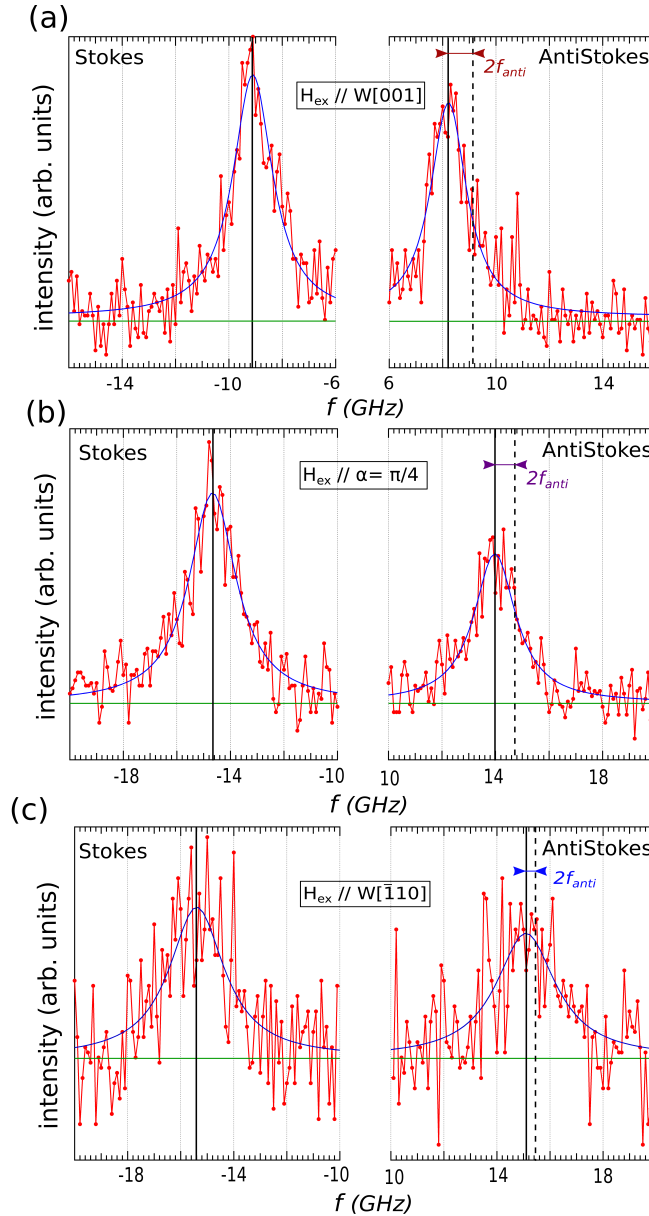 (a)
Stokes
AntiStokes
2f_anti
H_ex // W[001]
intensity (arb. units)
-14 -10 -6 6 10 14
f (GHz)
(b)
Stokes
AntiStokes
H_ex // α= π/4
2f_anti
intensity (arb. units)
-18 -14 -10 10 14 18
f (GHz)
(c)
Stokes
AntiStokes
2f_anti
H_ex // W[1̄10]
intensity (arb. units)
-18 -14 -10 10 14 18
f (GHz)